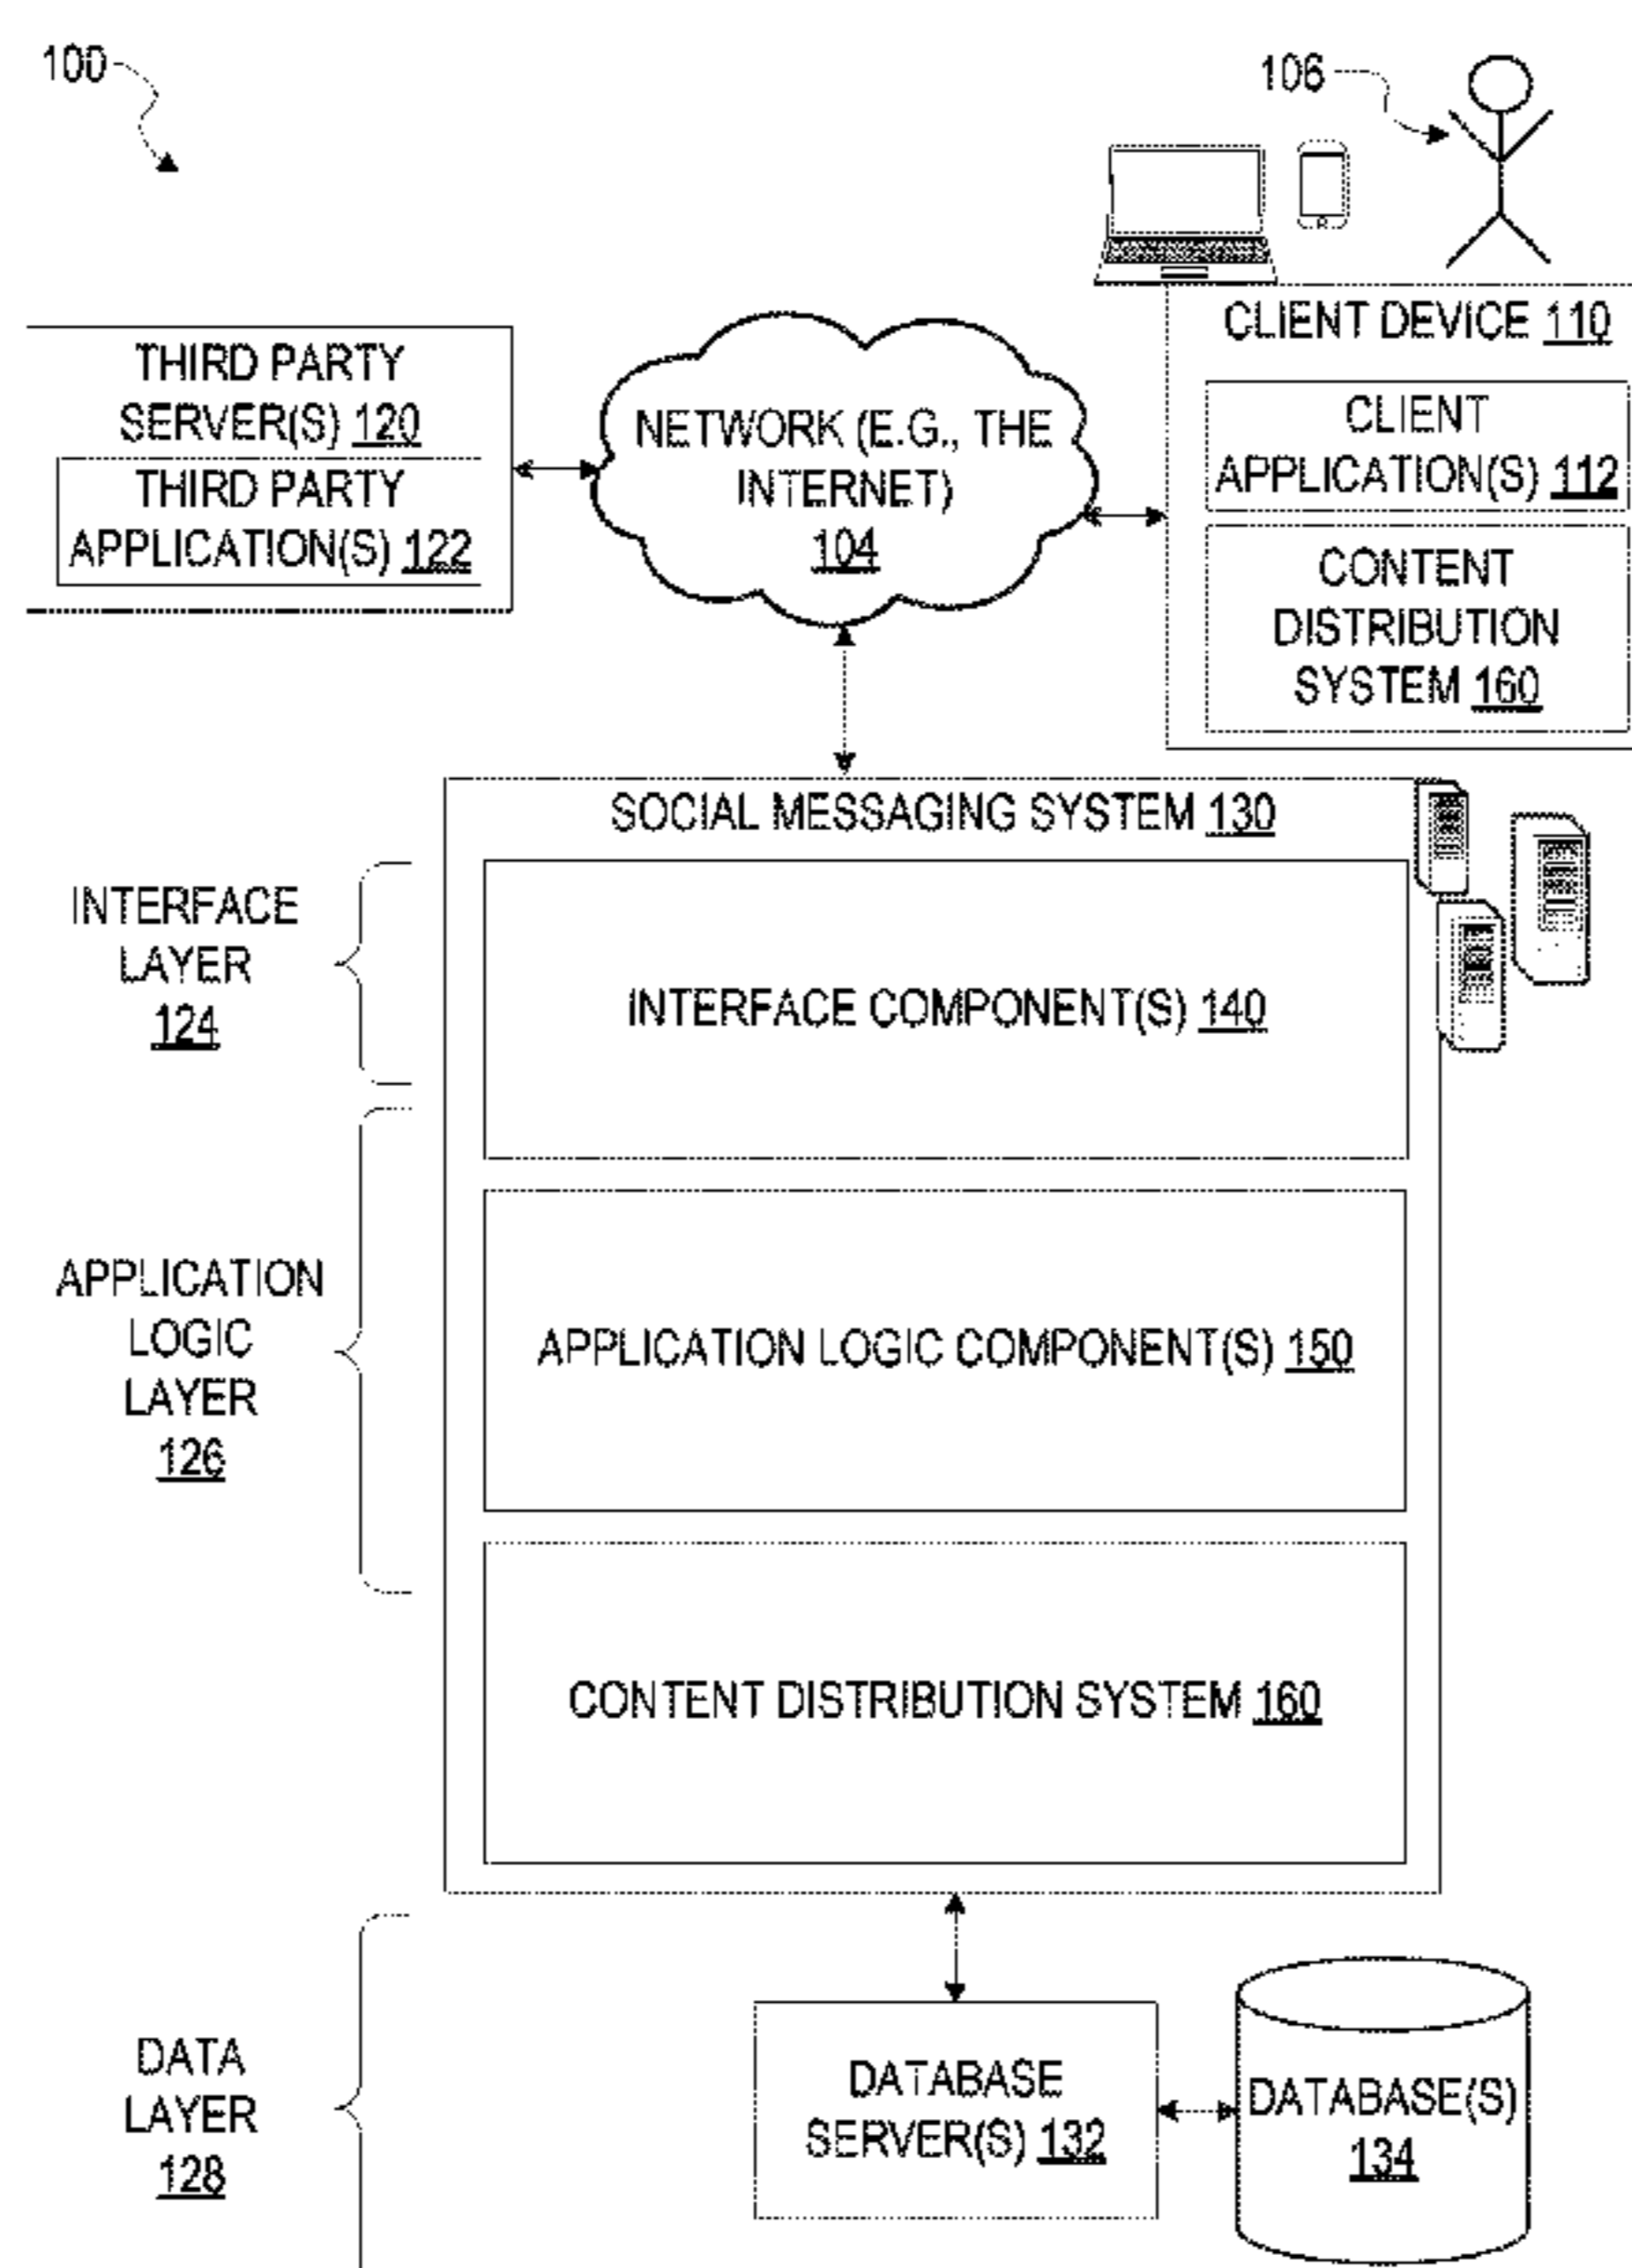 100
106
CLIENT DEVICE 110
THIRD PARTY
SERVER(S) 120
THIRD PARTY
APPLICATION(S) 122
NETWORK (E.G., THE
INTERNET)
104
CLIENT
APPLICATION(S) 112
CONTENT
DISTRIBUTION
SYSTEM 160
SOCIAL MESSAGING SYSTEM 130
INTERFACE
LAYER
124
INTERFACE COMPONENT(S) 140
APPLICATION
LOGIC
LAYER
126
APPLICATION LOGIC COMPONENT(S) 150
CONTENT DISTRIBUTION SYSTEM 160
DATA
LAYER
128
DATABASE
SERVER(S) 132
DATABASE(S)
134